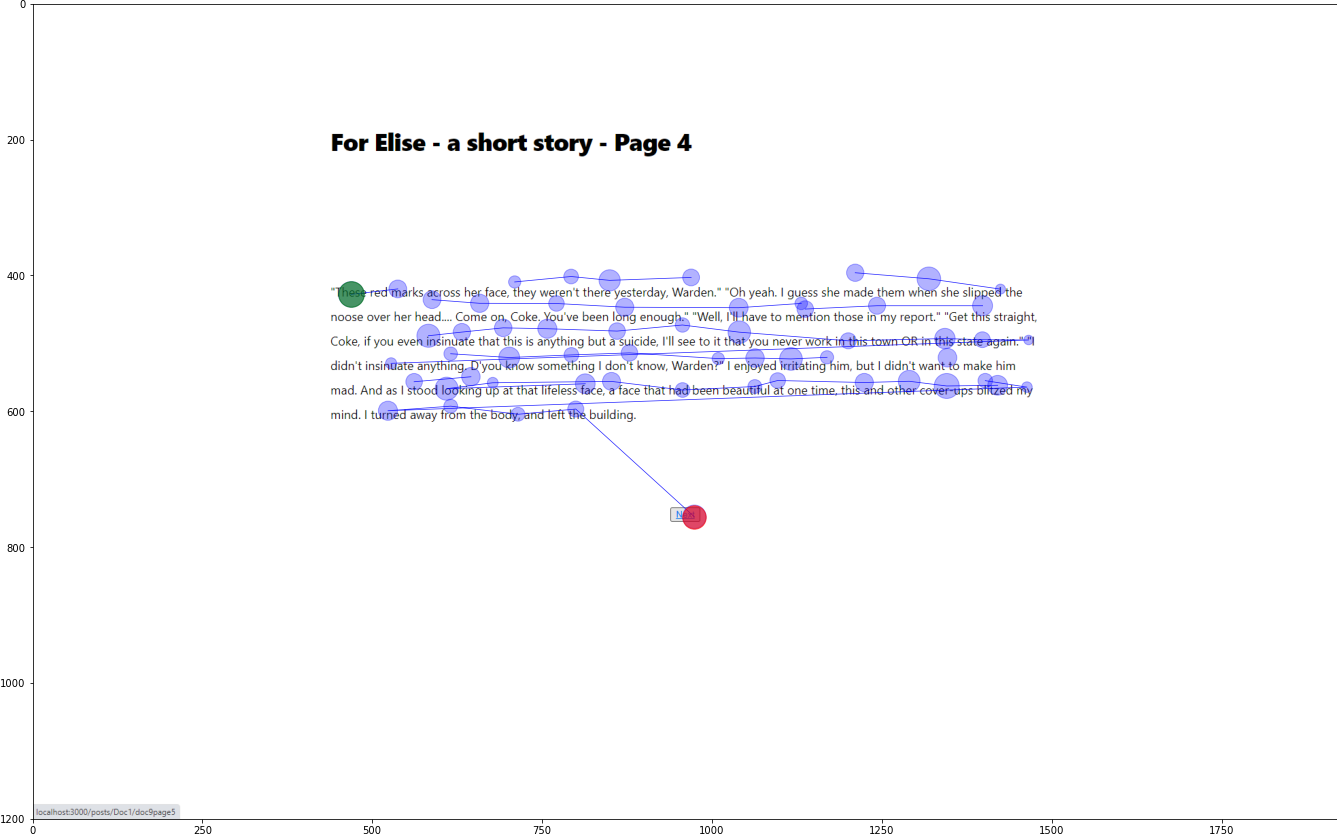 0
200
For Elise - a short story - Page 4
400
"These red marks across her face, they weren't there yesterday, Warden." "Oh yeah. I guess she made them when she slipped the
noose over her head.... Come on, Coke. You've been long enough." "Well, I'll have to mention those in my report." "Get this straight,
Coke, if you even insinuate that this is anything but a suicide, I'll see to it that you never work in this town OR in this state again." "I
didn't insinuate anything. D'you know something I don't know, Warden?" I enjoyed irritating him, but I didn't want to make him
mad. And as I stood looking up at that lifeless face, a face that had been beautiful at one time, this and other cover-ups blitzed my
600
mind. I turned away from the body, and left the building.
Next
800
1000
localhost:3000/posts/Doc1/doc9page5
1200
0 250 500 750 1000 1250 1500 1750